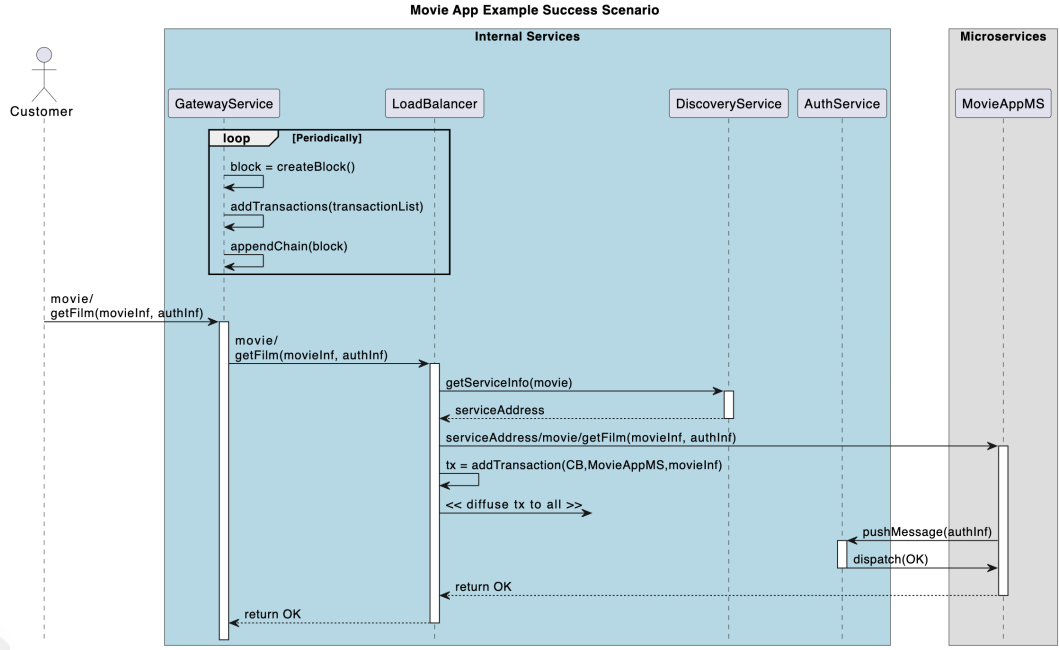 Movie App Example Success Scenario
Internal Services
Microservices
Customer
GatewayService
LoadBalancer
DiscoveryService
AuthService
MovieAppMS
loop [Periodically]
block = createBlock()
addTransactions(transactionList)
appendChain(block)
movie/
getFilm(movieInf, authInf)
movie/
getFilm(movieInf, authInf)
getServiceInfo(movie)
serviceAddress
serviceAddress/movie/getFilm(movieInf, authInf)
tx = addTransaction(CB,MovieAppMS,movieInf)
<< diffuse tx to all >>
pushMessage(authInf)
dispatch(OK)
return OK
return OK